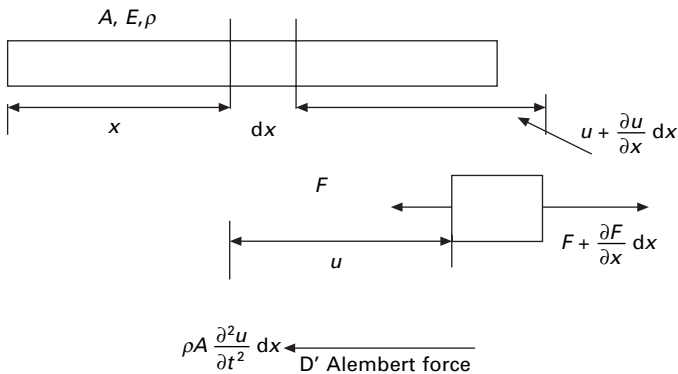 A, E,ρ
x
dx
u + ∂u/∂x dx
F
F + ∂F/∂x dx
u
ρA ∂²u/∂t² dx
D' Alembert force